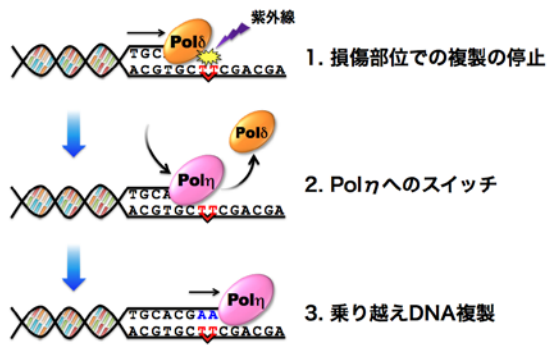 紫外線
Polδ
TGC
ACGTGCTTCGACGA
1. 損傷部位での複製の停止
Polδ
Polη
TGCA
ACGTGCTTCGACGA
2. Polηへのスイッチ
Polη
TGCACGAA
ACGTGCTTCGACGA
3. 乗り越えDNA複製